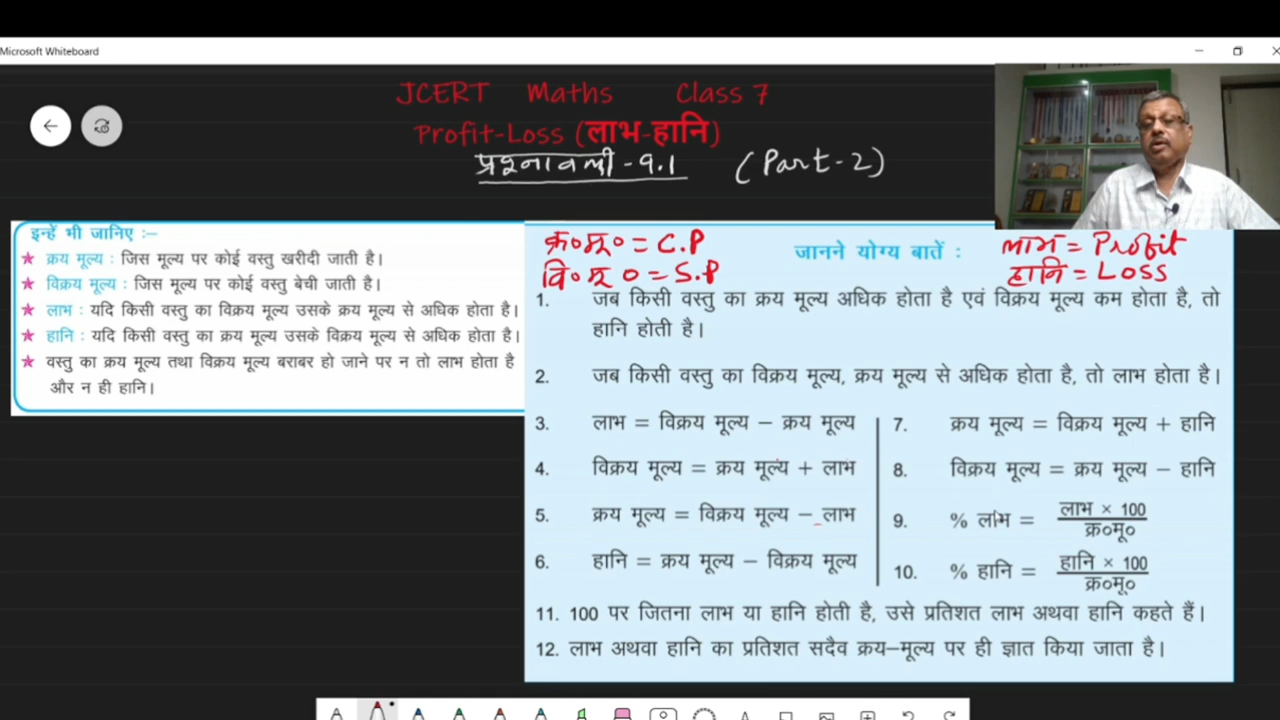 Microsoft Whiteboard
JCERT Maths Class 7
Profit-Loss (लाभ-हानि)
प्रश्नावली-9.1 (Part-2)
इन्हें भी जानिए :–
★ क्रय मूल्य : जिस मूल्य पर कोई वस्तु खरीदी जाती है।
★ विक्रय मूल्य : जिस मूल्य पर कोई वस्तु बेची जाती है।
★ लाभ : यदि किसी वस्तु का विक्रय मूल्य उसके क्रय मूल्य से अधिक होता है।
★ हानि : यदि किसी वस्तु का क्रय मूल्य उसके विक्रय मूल्य से अधिक होता है।
★ वस्तु का क्रय मूल्य तथा विक्रय मूल्य बराबर हो जाने पर न तो लाभ होता है
और न ही हानि।
क्र०मू० = C.P
वि०मू० = S.P
जानने योग्य बातें :
लाभ = Profit
हानि = Loss
1. जब किसी वस्तु का क्रय मूल्य अधिक होता है एवं विक्रय मूल्य कम होता है, तो
हानि होती है।
2. जब किसी वस्तु का विक्रय मूल्य, क्रय मूल्य से अधिक होता है, तो लाभ होता है।
3. लाभ = विक्रय मूल्य − क्रय मूल्य
4. विक्रय मूल्य = क्रय मूल्य + लाभ
5. क्रय मूल्य = विक्रय मूल्य − लाभ
6. हानि = क्रय मूल्य − विक्रय मूल्य
7. क्रय मूल्य = विक्रय मूल्य + हानि
8. विक्रय मूल्य = क्रय मूल्य − हानि
9. % लाभ = लाभ × 100
क्र०मू०
10. % हानि = हानि × 100
क्र०मू०
11. 100 पर जितना लाभ या हानि होती है, उसे प्रतिशत लाभ अथवा हानि कहते हैं।
12. लाभ अथवा हानि का प्रतिशत सदैव क्रय–मूल्य पर ही ज्ञात किया जाता है।